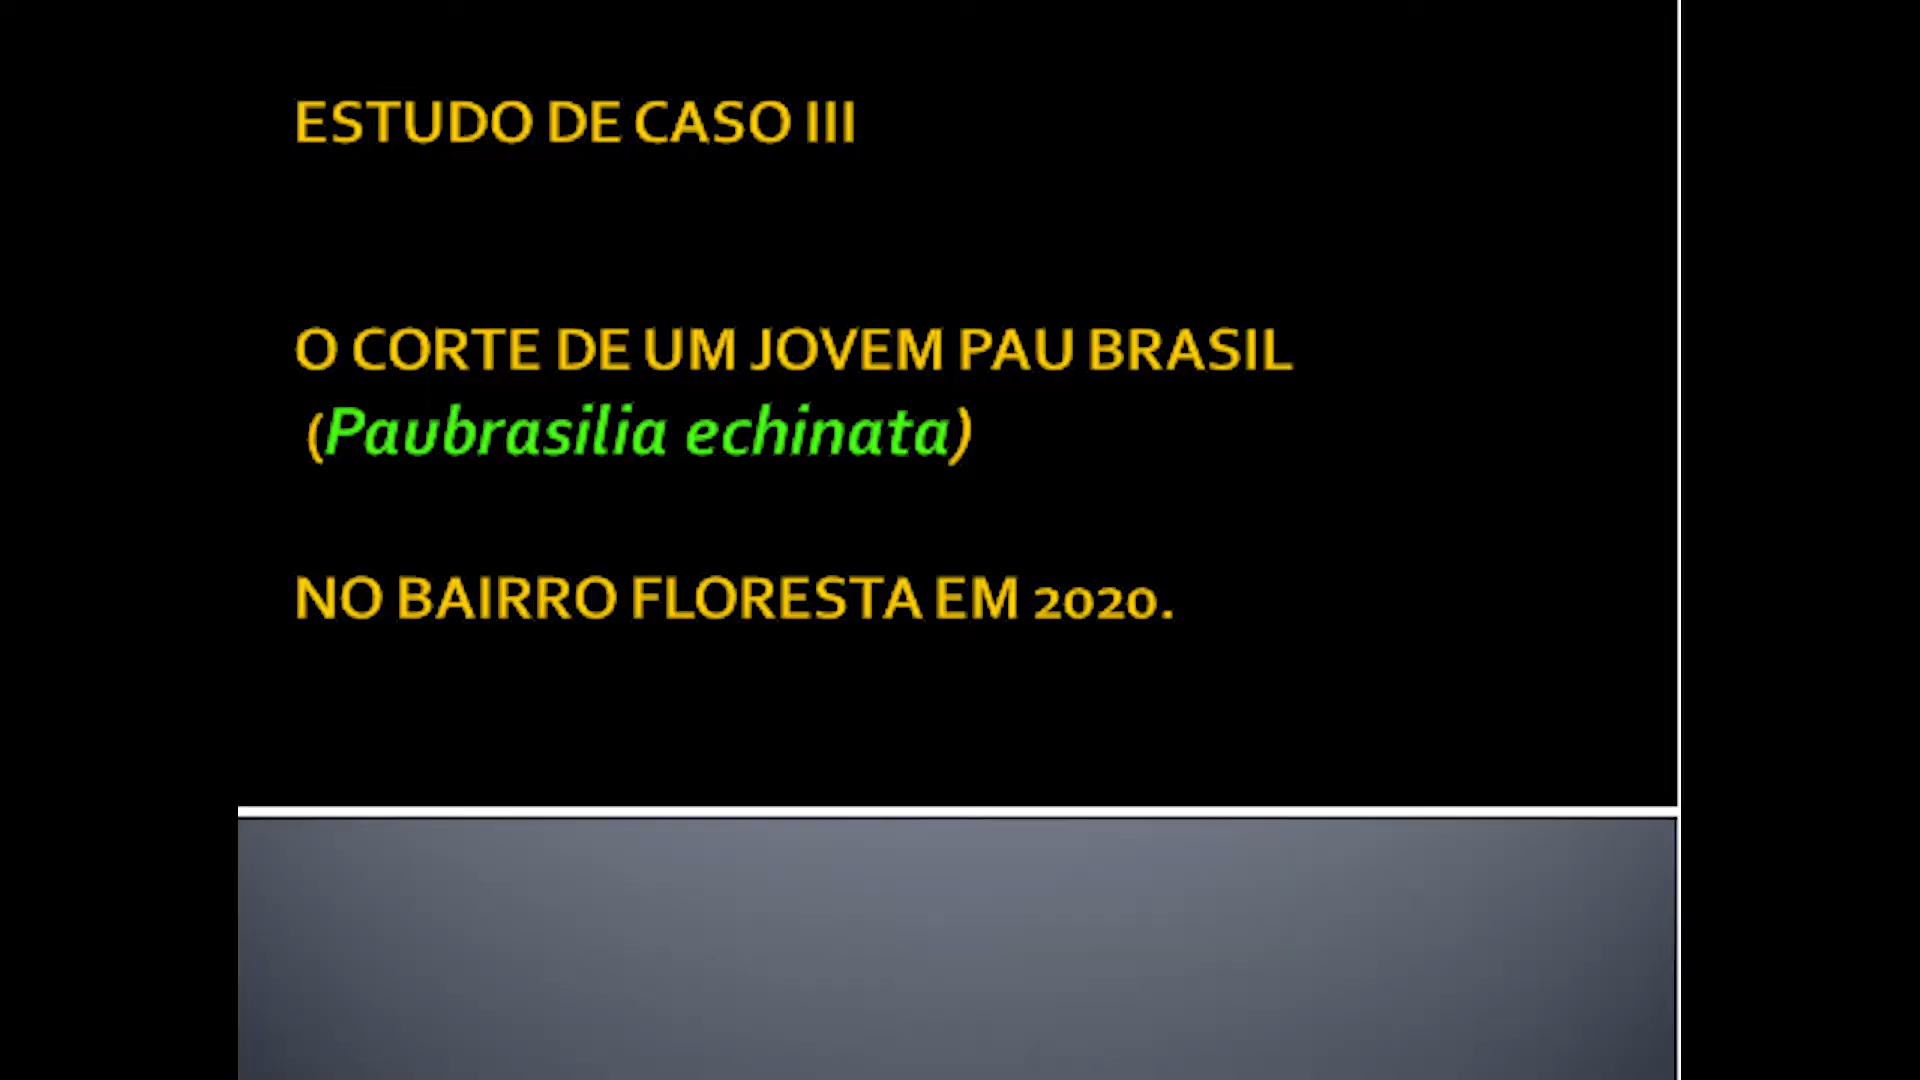 ESTUDO DE CASO III
O CORTE DE UM JOVEM PAU BRASIL
(Paubrasilia echinata)
NO BAIRRO FLORESTA EM 2020.